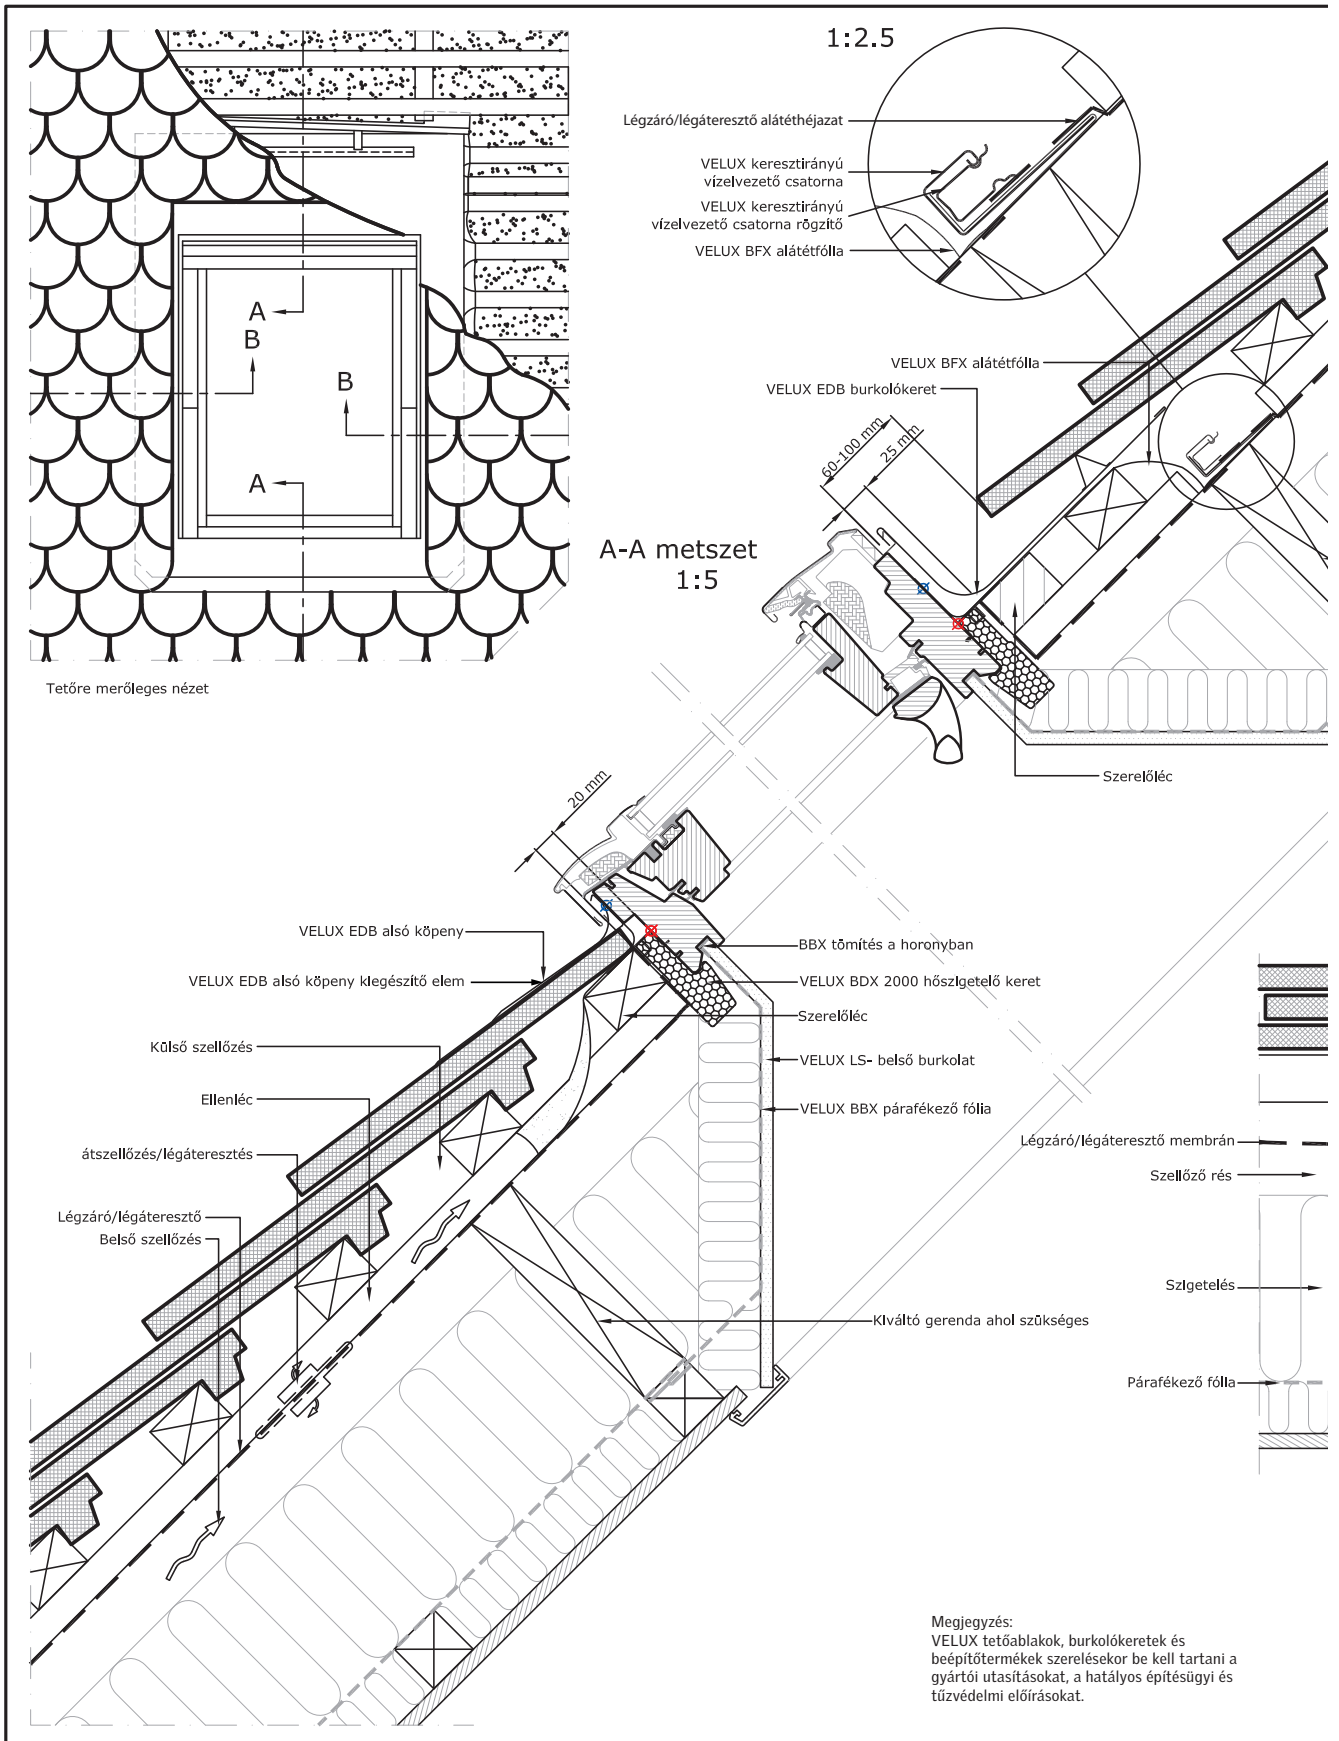 1:2.5
Légzáró/légáteresztő alátéthéjazat
VELUX keresztirányú
vízelvezető csatorna
VELUX keresztirányú
vízelvezető csatorna rögzítő
VELUX BFX alátétfólia
A
B
B
A
VELUX BFX alátétfólia
VELUX EDB burkolókeret
60-100 mm
25 mm
A-A metszet
1:5
Tetőre merőleges nézet
Szerelőléc
20 mm
VELUX EDB alsó köpeny
VELUX EDB alsó köpeny kiegészítő elem
BBX tömítés a horonyban
VELUX BDX 2000 hőszigetelő keret
Szerelőléc
Külső szellőzés
VELUX LS- belső burkolat
Ellenléc
VELUX BBX párafékező fólia
átszellőzés/légáteresztés
Légzáró/légáteresztő
Belső szellőzés
Légzáró/légáteresztő membrán
Szellőző rés
Szigetelés
Kiváltó gerenda ahol szükséges
Párafékező fólia
Megjegyzés:
VELUX tetőablakok, burkolókeretek és
beépítőtermékek szerelésekor be kell tartani a
gyártói utasításokat, a hatályos építésügyi és
tűzvédelmi előírásokat.